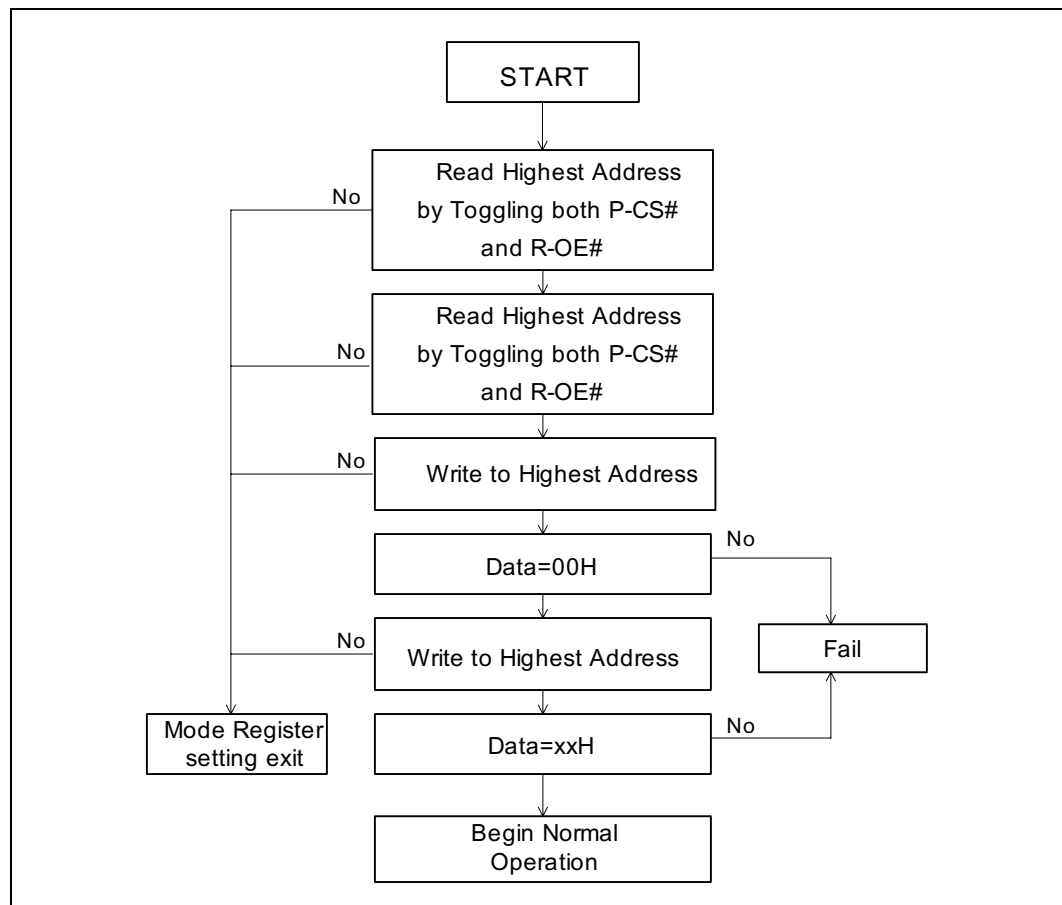 START
Read Highest Address
by Toggling both P-CS#
and R-OE#
No
Read Highest Address
by Toggling both P-CS#
and R-OE#
No
Write to Highest Address
No
Data=00H
No
Write to Highest Address
No
Fail
Data=xxH
No
Mode Register
setting exit
Begin Normal
Operation